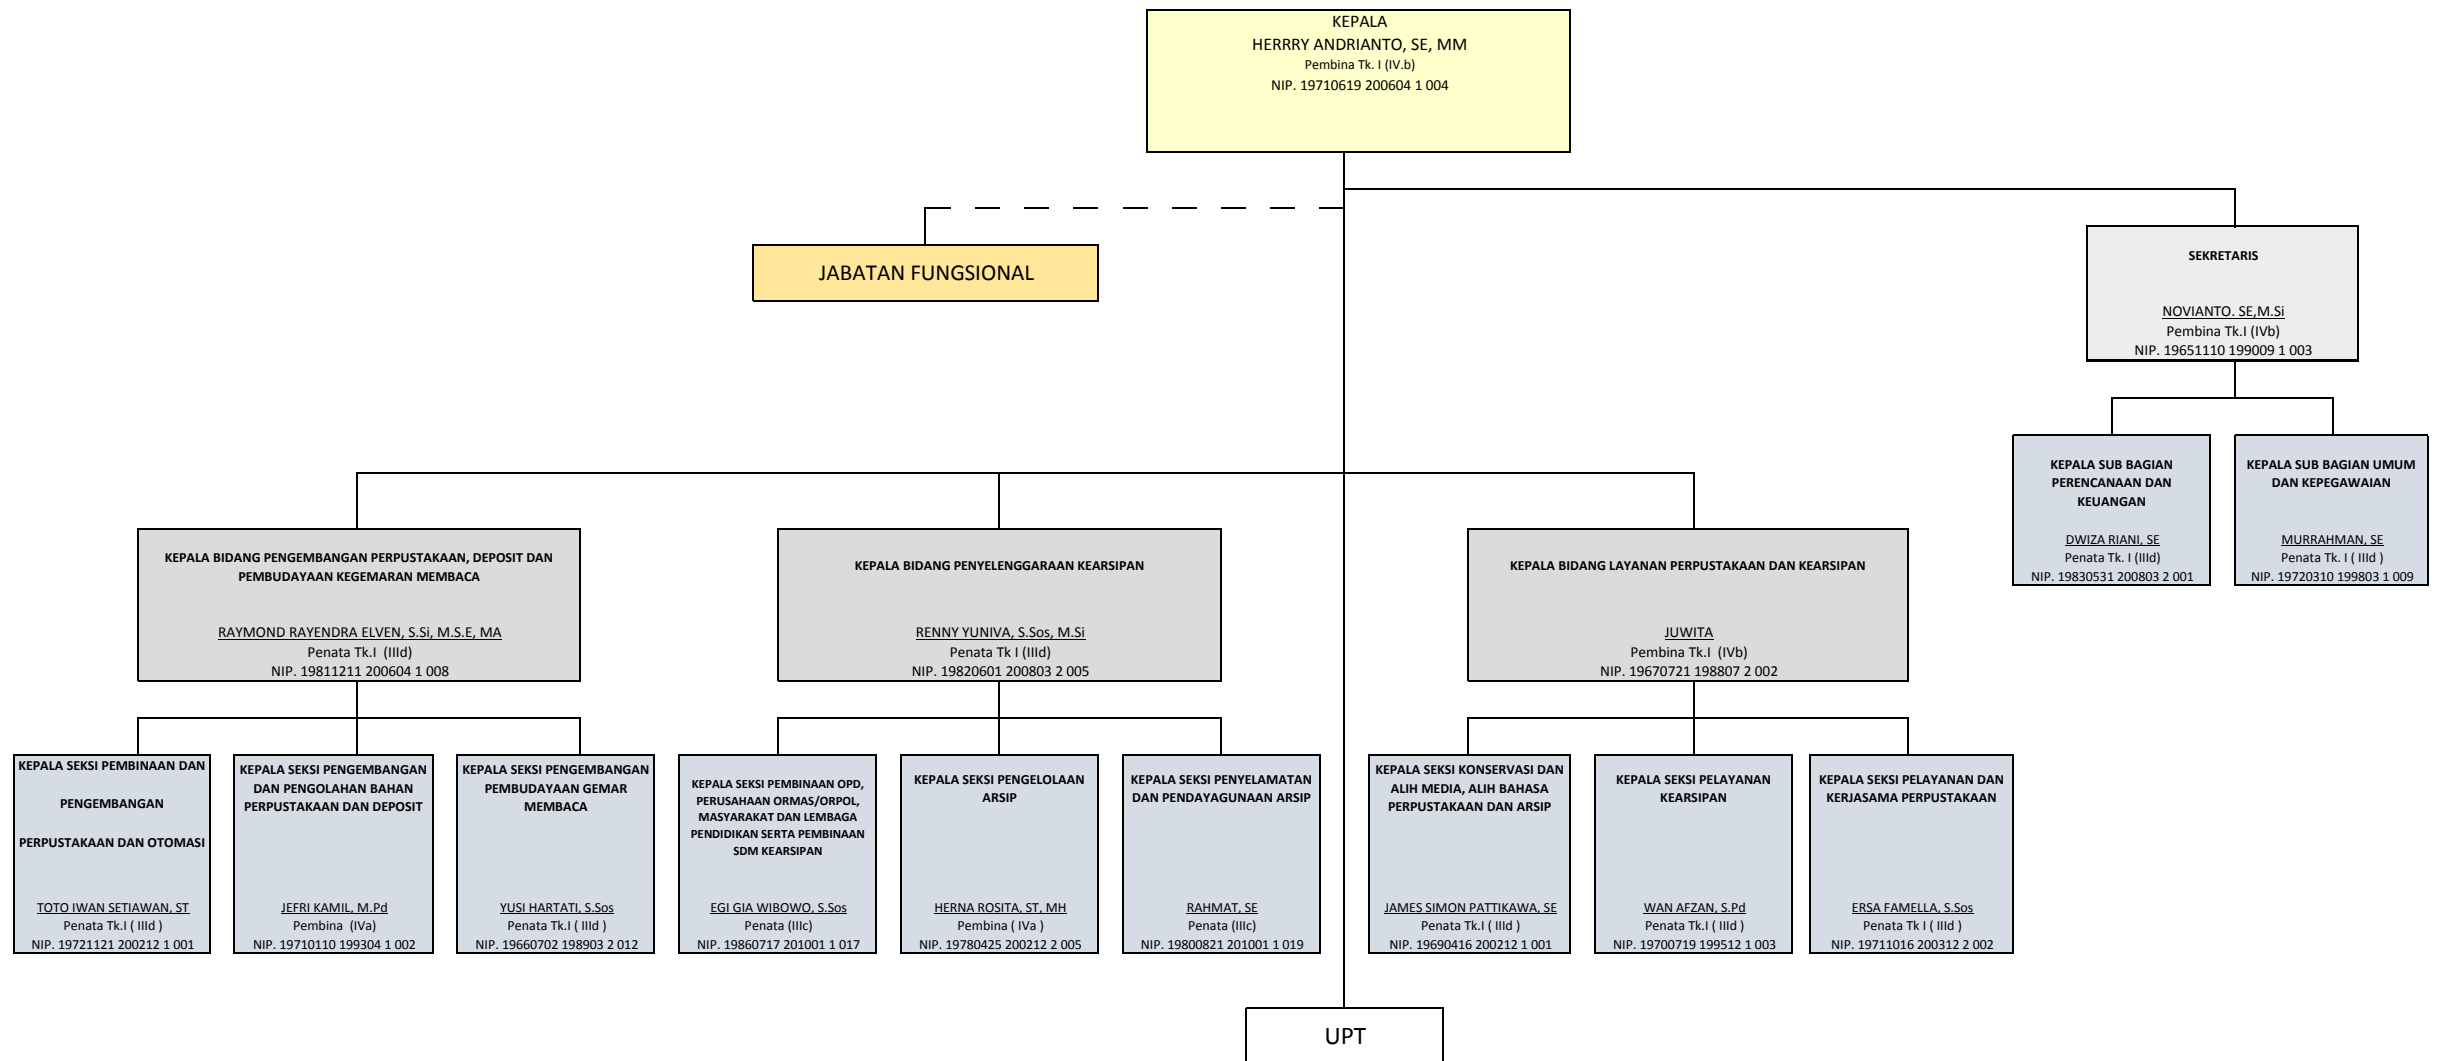 KEPALA
HERRRY ANDRIANTO, SE, MM
Pembina Tk. I (IV.b)
NIP. 19710619 200604 1 004
JABATAN FUNGSIONAL
SEKRETARIS
NOVIANTO. SE,M.Si
Pembina Tk.I (IVb)
NIP. 19651110 199009 1 003
KEPALA SUB BAGIAN
PERENCANAAN DAN
KEUANGAN
DWIZA RIANI, SE
Penata Tk. I (IIId)
NIP. 19830531 200803 2 001
KEPALA SUB BAGIAN UMUM
DAN KEPEGAWAIAN
MURRAHMAN, SE
Penata Tk. I ( IIId )
NIP. 19720310 199803 1 009
KEPALA BIDANG PENGEMBANGAN PERPUSTAKAAN, DEPOSIT DAN
PEMBUDAYAAN KEGEMARAN MEMBACA
RAYMOND RAYENDRA ELVEN, S.Si, M.S.E, MA
Penata Tk.I  (IIId)
NIP. 19811211 200604 1 008
KEPALA BIDANG PENYELENGGARAAN KEARSIPAN
RENNY YUNIVA, S.Sos, M.Si
Penata Tk I (IIId)
NIP. 19820601 200803 2 005
KEPALA BIDANG LAYANAN PERPUSTAKAAN DAN KEARSIPAN
JUWITA
Pembina Tk.I  (IVb)
NIP. 19670721 198807 2 002
KEPALA SEKSI PEMBINAAN DAN
PENGEMBANGAN
PERPUSTAKAAN DAN OTOMASI
TOTO IWAN SETIAWAN, ST
Penata Tk.I ( IIId )
NIP. 19721121 200212 1 001
KEPALA SEKSI PENGEMBANGAN
DAN PENGOLAHAN BAHAN
PERPUSTAKAAN DAN DEPOSIT
JEFRI KAMIL, M.Pd
Pembina  (IVa)
NIP. 19710110 199304 1 002
KEPALA SEKSI PENGEMBANGAN
PEMBUDAYAAN GEMAR
MEMBACA
YUSI HARTATI, S.Sos
Penata Tk.I ( IIId )
NIP. 19660702 198903 2 012
KEPALA SEKSI PEMBINAAN OPD,
PERUSAHAAN ORMAS/ORPOL,
MASYARAKAT DAN LEMBAGA
PENDIDIKAN SERTA PEMBINAAN
SDM KEARSIPAN
EGI GIA WIBOWO, S.Sos
Penata (IIIc)
NIP. 19860717 201001 1 017
KEPALA SEKSI PENGELOLAAN
ARSIP
HERNA ROSITA, ST, MH
Pembina ( IVa )
NIP. 19780425 200212 2 005
KEPALA SEKSI PENYELAMATAN
DAN PENDAYAGUNAAN ARSIP
RAHMAT, SE
Penata (IIIc)
NIP. 19800821 201001 1 019
KEPALA SEKSI KONSERVASI DAN
ALIH MEDIA, ALIH BAHASA
PERPUSTAKAAN DAN ARSIP
JAMES SIMON PATTIKAWA, SE
Penata Tk.I ( IIId )
NIP. 19690416 200212 1 001
KEPALA SEKSI PELAYANAN
KEARSIPAN
WAN AFZAN, S.Pd
Penata Tk.I ( IIId )
NIP. 19700719 199512 1 003
KEPALA SEKSI PELAYANAN DAN
KERJASAMA PERPUSTAKAAN
ERSA FAMELLA, S.Sos
Penata Tk I ( IIId )
NIP. 19711016 200312 2 002
UPT